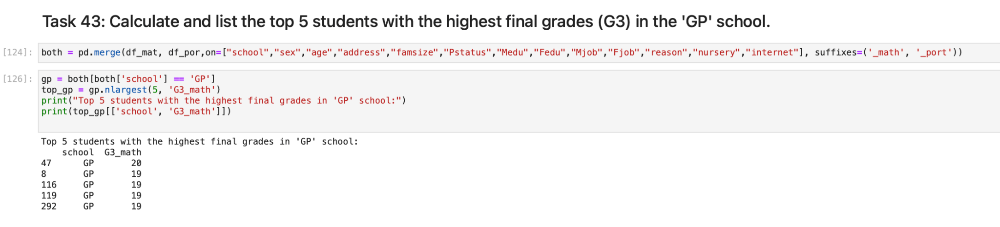 Task 43: Calculate and list the top 5 students with the highest final grades (G3) in the 'GP' school.
[124]: both = pd.merge(df_mat, df_por,on=["school","sex","age","address","famsize","Pstatus","Medu","Fedu","Mjob","Fjob","reason","nursery","internet"], suffixes=('_math', '_port'))
[126]: gp = both[both['school'] == 'GP']
top_gp = gp.nlargest(5, 'G3_math')
print("Top 5 students with the highest final grades in 'GP' school:")
print(top_gp[['school', 'G3_math']])
Top 5 students with the highest final grades in 'GP' school:
    school  G3_math
47      GP       20
8       GP       19
116     GP       19
119     GP       19
292     GP       19